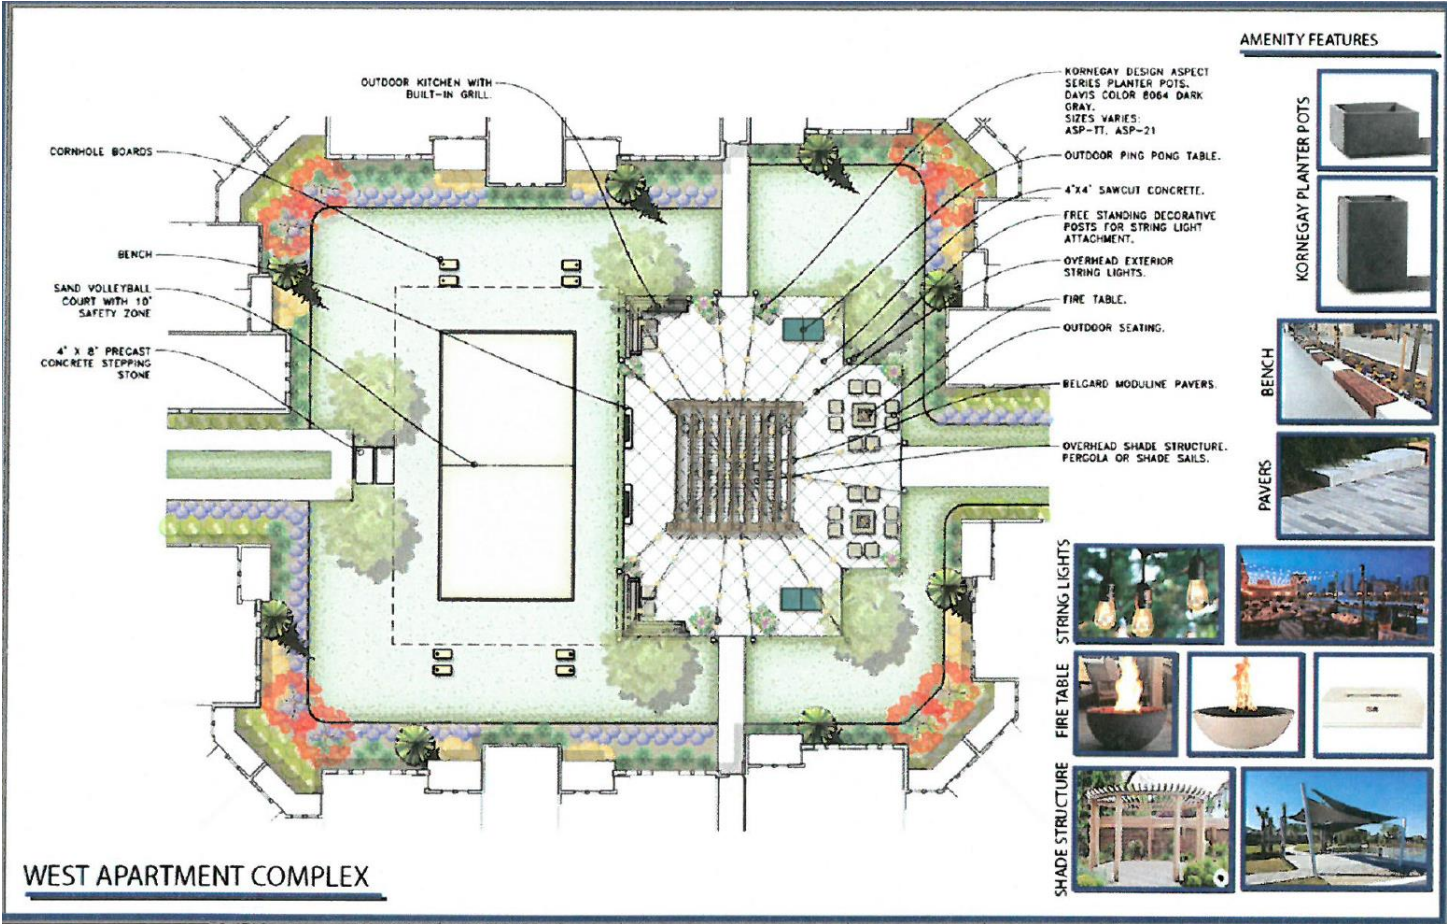 AMENITY FEATURES
OUTDOOR KITCHEN WITH
BUILT-IN GRILL.
CORNHOLE BOARDS
BENCH
SAND VOLLEYBALL
COURT WITH 10'
SAFETY ZONE
4' X 8' PRECAST
CONCRETE STEPPING
STONE
KORNEGAY DESIGN ASPECT
SERIES PLANTER POTS.
DAVIS COLOR 8064 DARK
GRAY.
SIZES VARIES:
ASP-TT, ASP-21
OUTDOOR PING PONG TABLE.
4'X4' SAWCUT CONCRETE.
FREE STANDING DECORATIVE
POSTS FOR STRING LIGHT
ATTACHMENT.
OVERHEAD EXTERIOR
STRING LIGHTS.
FIRE TABLE.
OUTDOOR SEATING.
BELGARD MODULINE PAVERS.
OVERHEAD SHADE STRUCTURE.
PERGOLA OR SHADE SAILS.
KORNEGAY PLANTER POTS
BENCH
PAVERS
STRING LIGHTS
FIRE TABLE
SHADE STRUCTURE
WEST APARTMENT COMPLEX